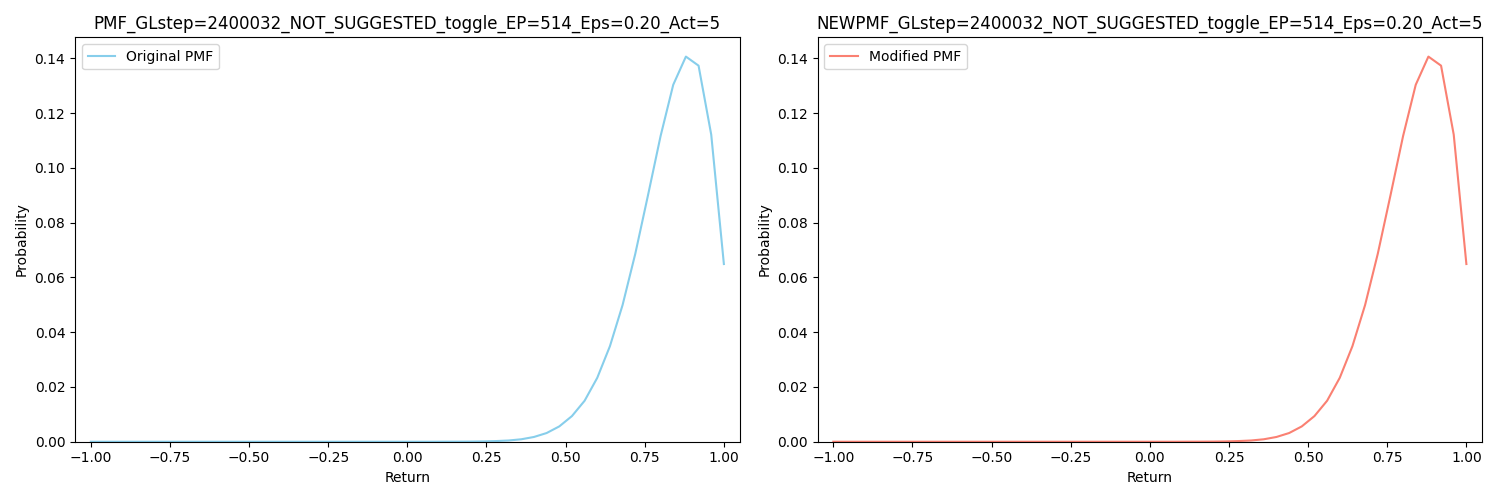 PMF_GLstep=2400032_NOT_SUGGESTED_toggle_EP=514_Eps=0.20_Act=5
Original PMF
0.14
0.12
0.10
0.08
0.06
0.04
0.02
0.00
Probability
−1.00 −0.75 −0.50 −0.25 0.00 0.25 0.50 0.75 1.00
Return
NEWPMF_GLstep=2400032_NOT_SUGGESTED_toggle_EP=514_Eps=0.20_Act=5
Modified PMF
0.14
0.12
0.10
0.08
0.06
0.04
0.02
0.00
Probability
−1.00 −0.75 −0.50 −0.25 0.00 0.25 0.50 0.75 1.00
Return